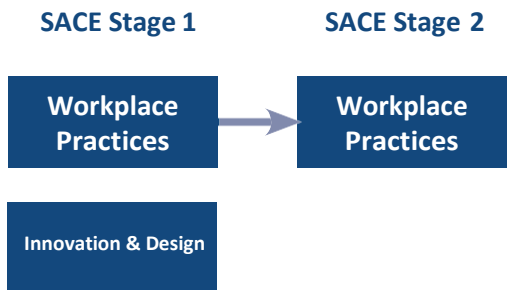 SACE Stage 1
SACE Stage 2
Workplace
Practices
Workplace
Practices
Innovation & Design